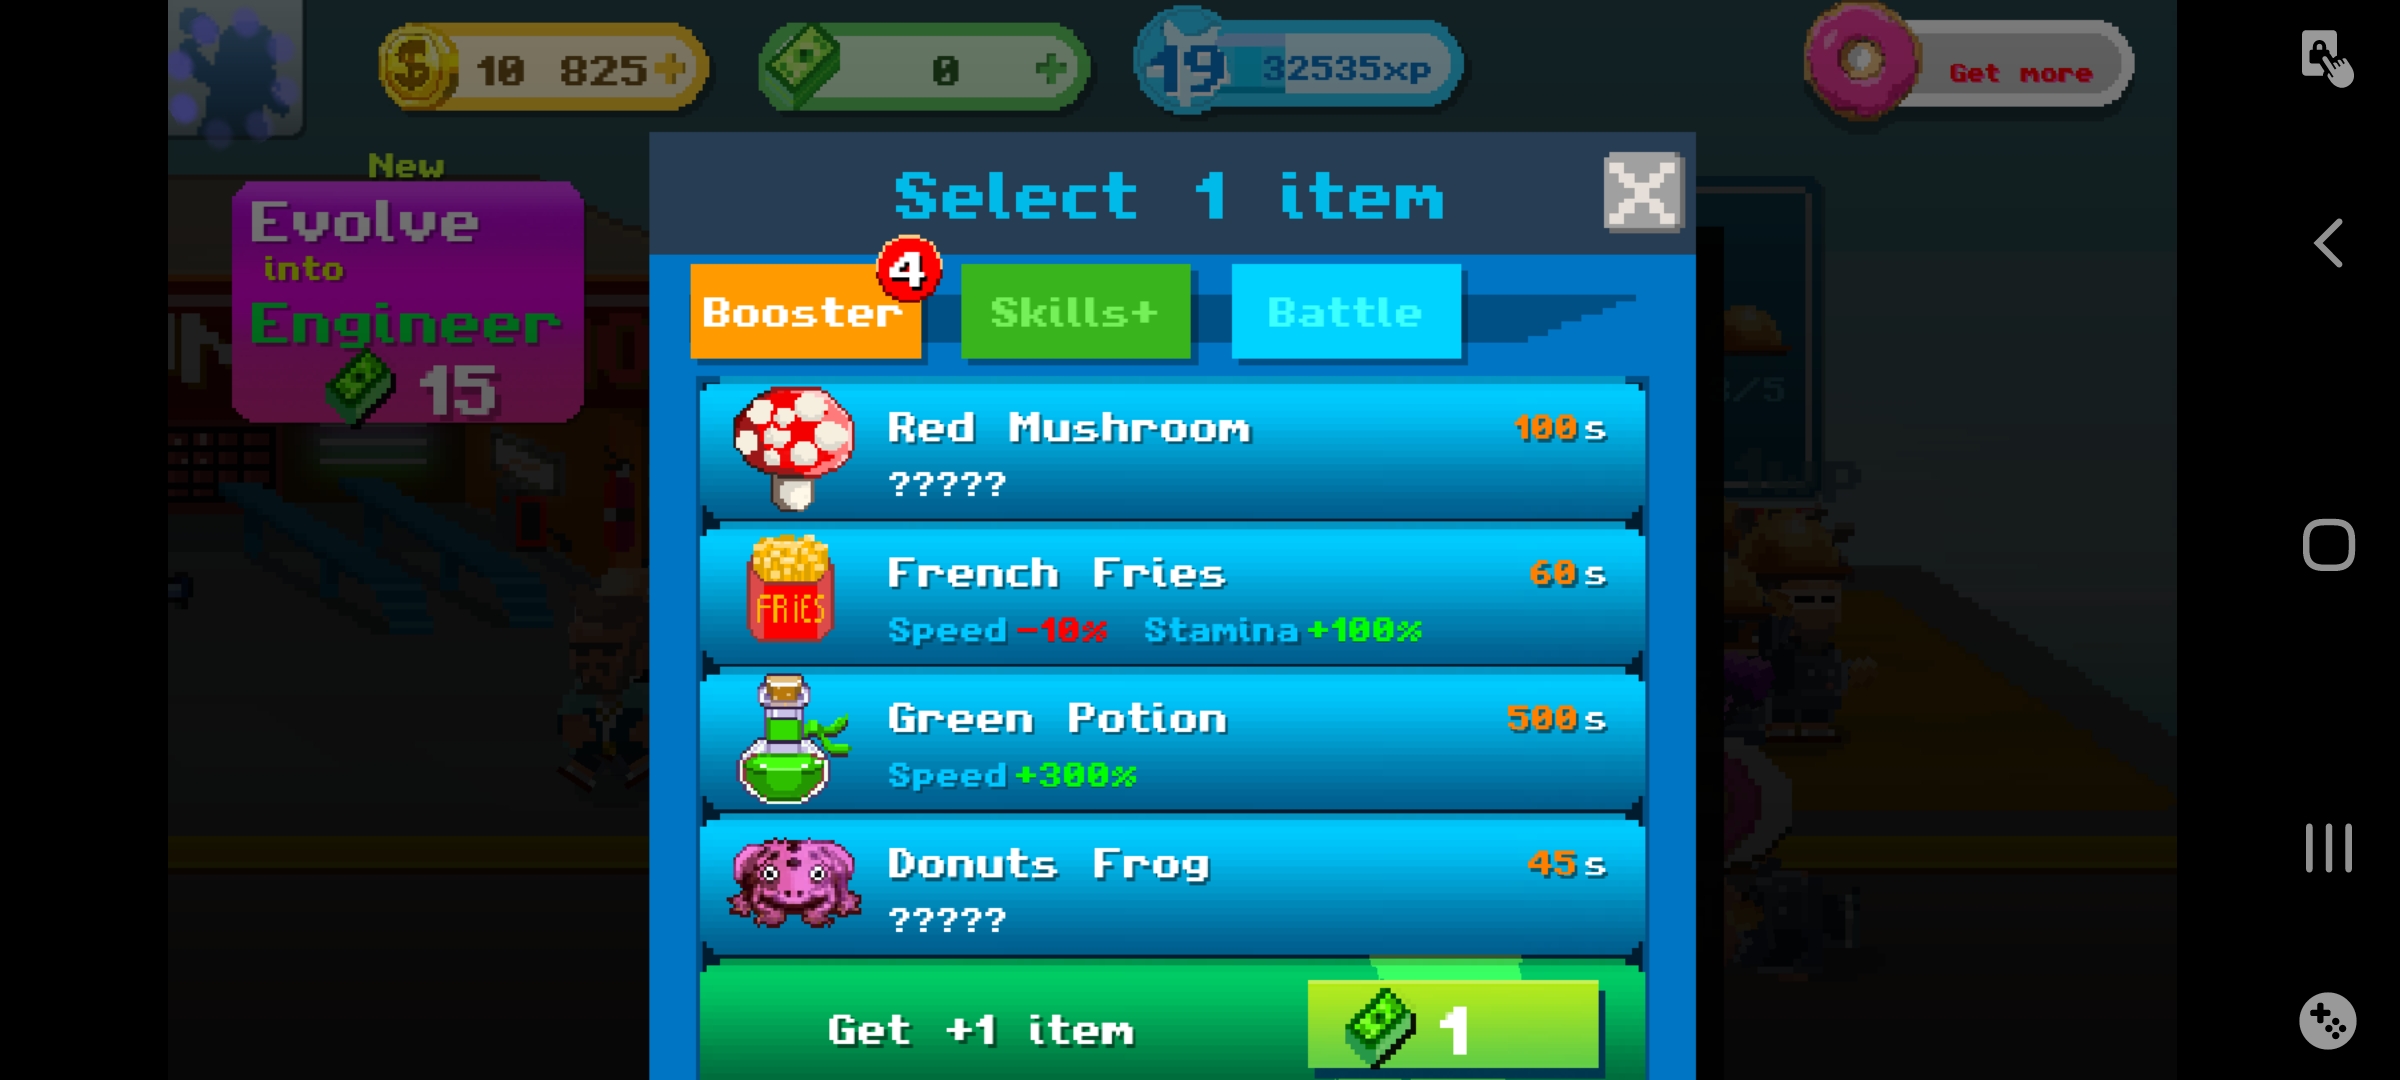 10 825
0
19 32535xp
Get more
New
Evolve
into
Engineer
15
Select 1 item
Booster 4 Skills+ Battle
Red Mushroom 100s
?????
French Fries 60s
FRIES
Speed -10% Stamina +100%
Green Potion 500s
Speed +300%
Donuts Frog 45s
?????
Get +1 item 1